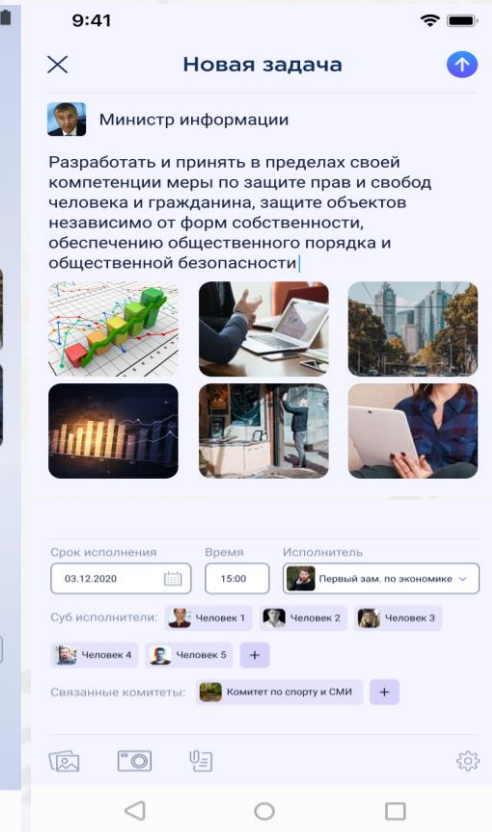 9:41
Новая задача
Министр информации
Разработать и принять в пределах своей
компетенции меры по защите прав и свобод
человека и гражданина, защите объектов
независимо от форм собственности,
обеспечению общественного порядка и
общественной безопасности
Срок исполнения Время Исполнитель
03.12.2020 15:00 Первый зам. по экономике
Суб исполнители: Человек 1 Человек 2 Человек 3
Человек 4 Человек 5 +
Связанные комитеты: Комитет по спорту и СМИ +